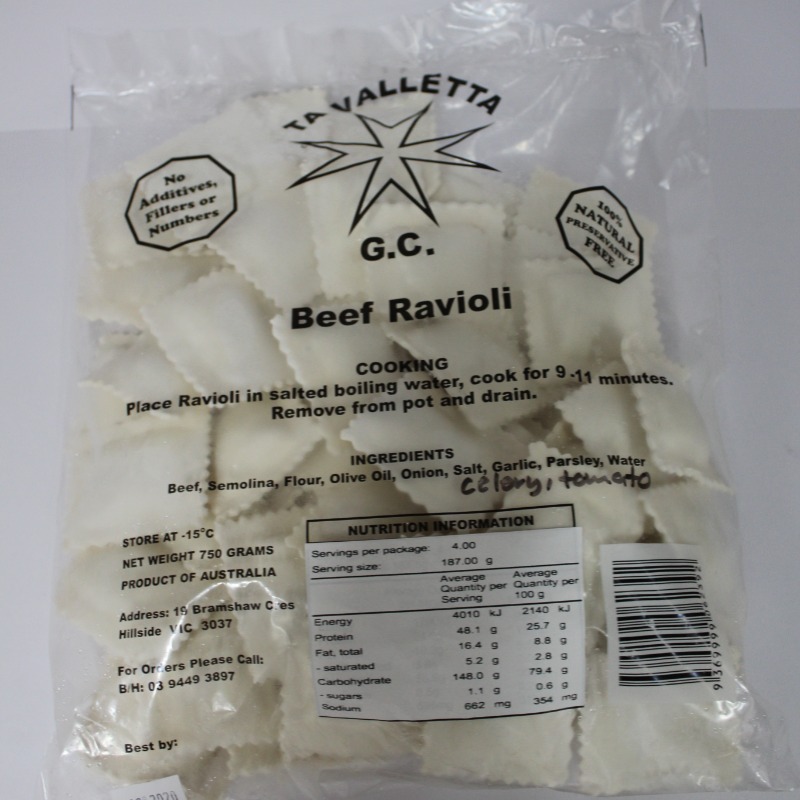 TA VALLETTA
No
Additives,
Fillers or
Numbers
100%
NATURAL
PRESERVATIVE
FREE
G.C.
Beef Ravioli
COOKING
Place Ravioli in salted boiling water, cook for 9-11 minutes.
Remove from pot and drain.
INGREDIENTS
Beef, Semolina, Flour, Olive Oil, Onion, Salt, Garlic, Parsley, Water
celery, tomato
STORE AT -15°C
NET WEIGHT 750 GRAMS
PRODUCT OF AUSTRALIA
Address: 19 Bramshaw Cres
Hillside VIC 3037
For Orders Please Call:
B/H: 03 9449 3897
Best by:
2020
NUTRITION INFORMATION
Servings per package: 4.00
Serving size: 187.00 g
Average Quantity per Serving Average Quantity per 100 g
Energy 4010 kJ 2140 kJ
Protein 48.1 g 25.7 g
Fat, total 16.4 g 8.8 g
- saturated 5.2 g 2.8 g
Carbohydrate 148.0 g 79.4 g
- sugars 1.1 g 0.6 g
Sodium 662 mg 354 mg